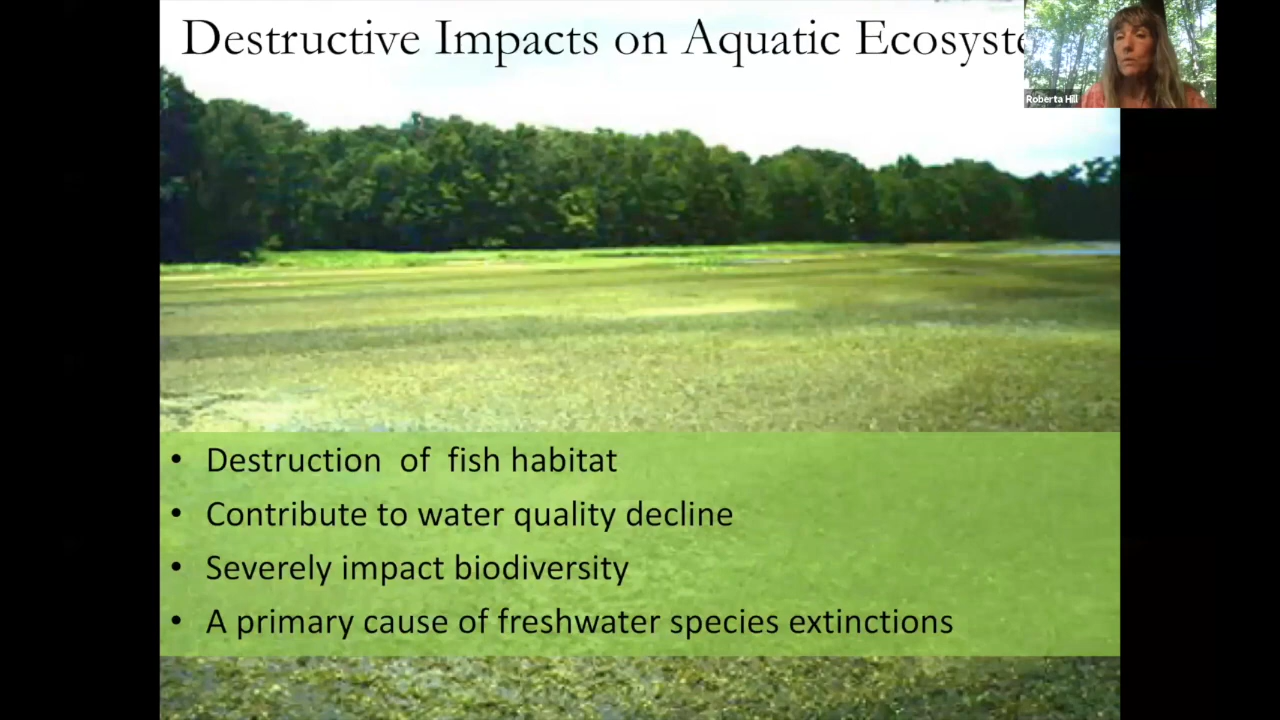 Destructive Impacts on Aquatic Ecosyste
Roberta Hill
• Destruction of fish habitat
• Contribute to water quality decline
• Severely impact biodiversity
• A primary cause of freshwater species extinctions